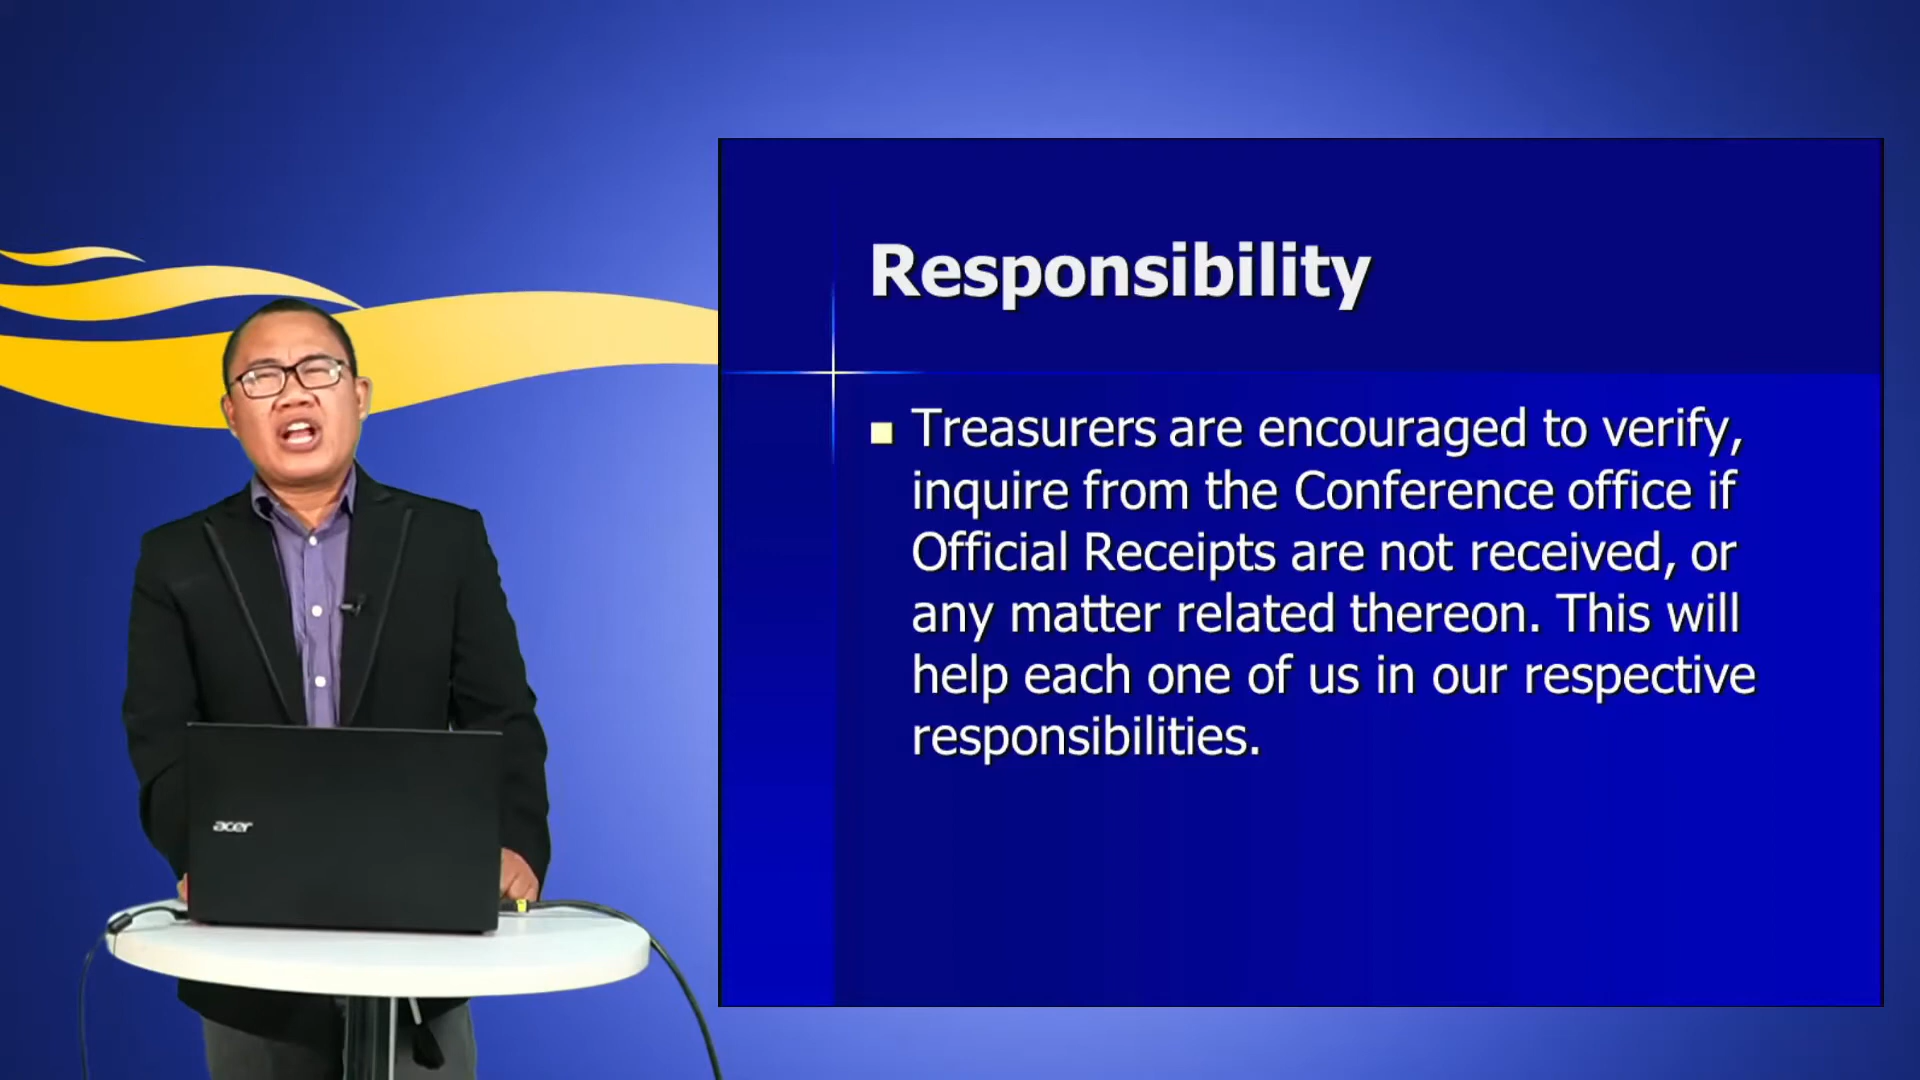 Responsibility
Treasurers are encouraged to verify,
inquire from the Conference office if
Official Receipts are not received, or
any matter related thereon. This will
help each one of us in our respective
responsibilities.
acer